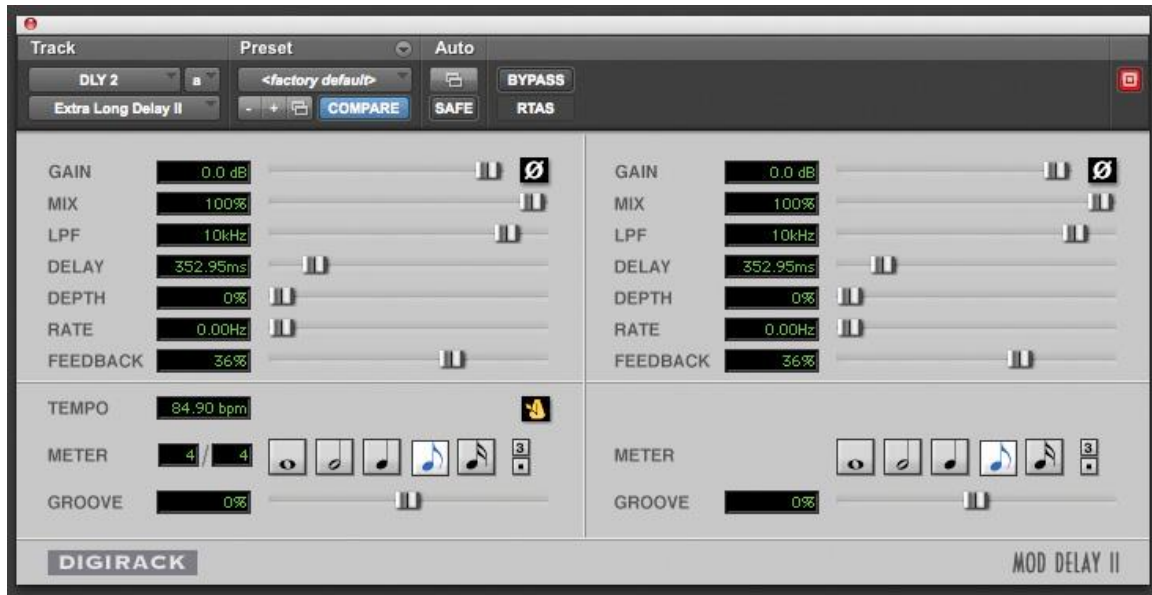 Track Preset Auto
DLY 2 a <factory default> BYPASS
Extra Long Delay II - + COMPARE SAFE RTAS
GAIN 0.0 dB Ø GAIN 0.0 dB Ø
MIX 100% MIX 100%
LPF 10kHz LPF 10kHz
DELAY 352.95ms DELAY 352.95ms
DEPTH 0% DEPTH 0%
RATE 0.00Hz RATE 0.00Hz
FEEDBACK 36% FEEDBACK 36%
TEMPO 84.90 bpm
METER 4 / 4 3 METER 3
GROOVE 0% GROOVE 0%
DIGIRACK MOD DELAY II